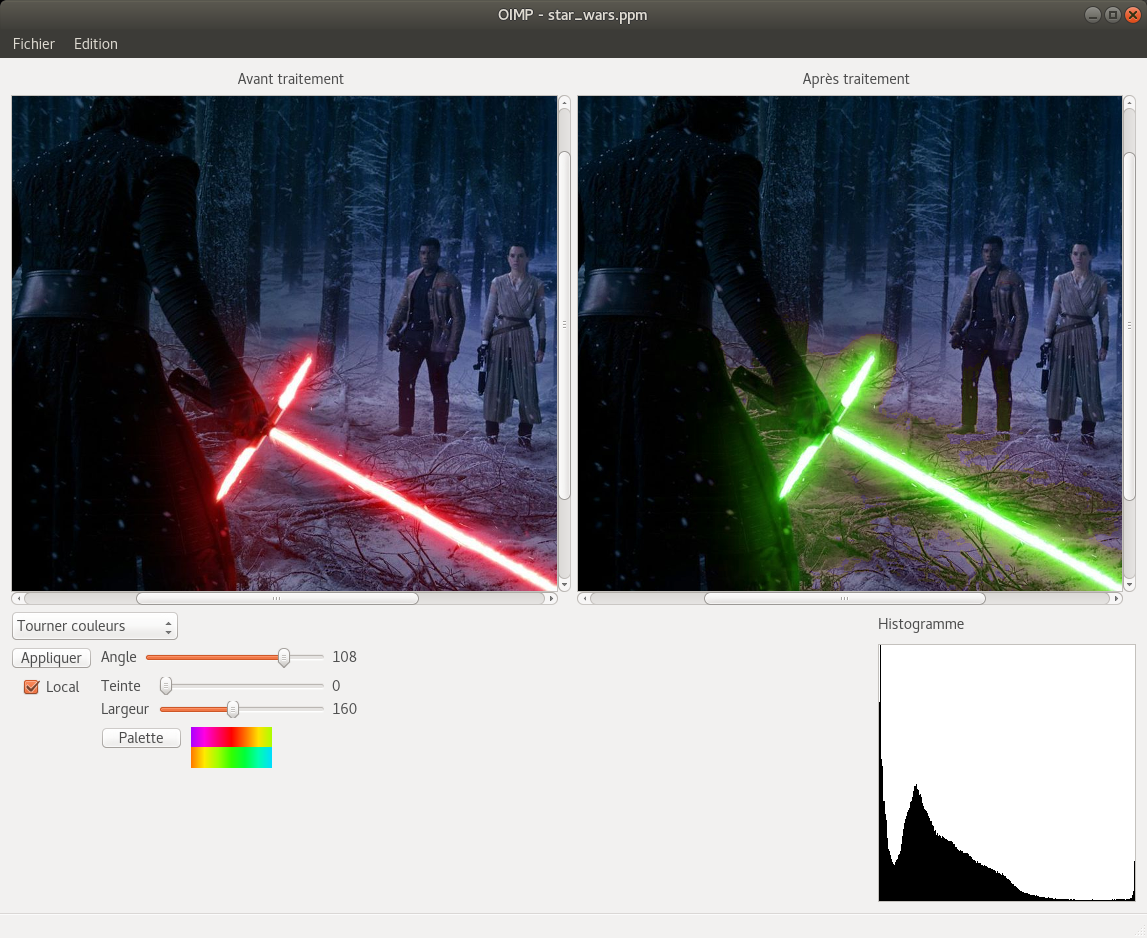 OIMP - star_wars.ppm
Fichier Edition
Avant traitement
Après traitement
Tourner couleurs
Histogramme
Appliquer Angle 108
Local Teinte 0
Largeur 160
Palette